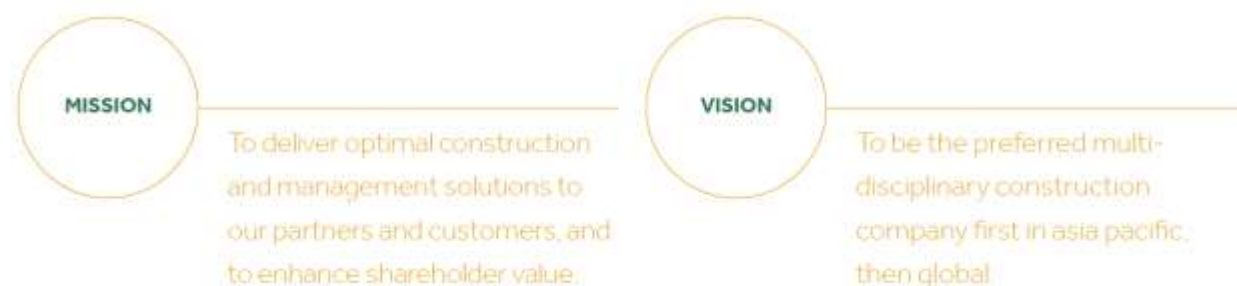 MISSION
To deliver optimal construction
and management solutions to
our partners and customers, and
to enhance shareholder value.
VISION
To be the preferred multi-
disciplinary construction
company first in asia pacific,
then global.